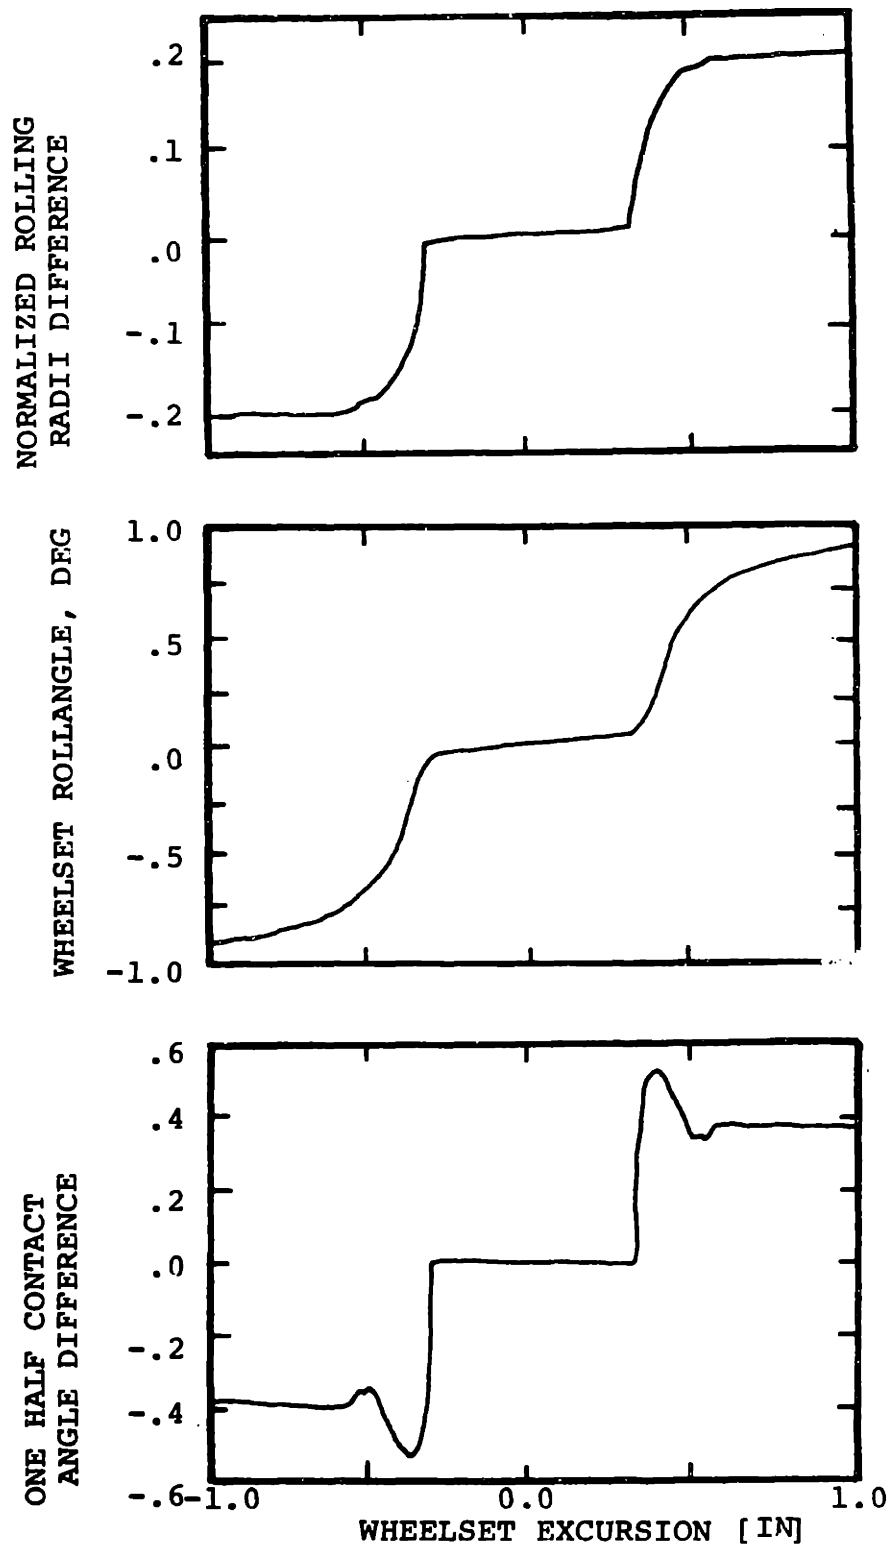 NORMALIZED ROLLING
RADII DIFFERENCE
.2
.1
.0
-.1
-.2
WHEELSET ROLLANGLE, DEG
1.0
.5
.0
-.5
-1.0
ONE HALF CONTACT
ANGLE DIFFERENCE
.6
.4
.2
.0
-.2
-.4
-.6
-1.0 0.0 1.0
WHEELSET EXCURSION [IN]